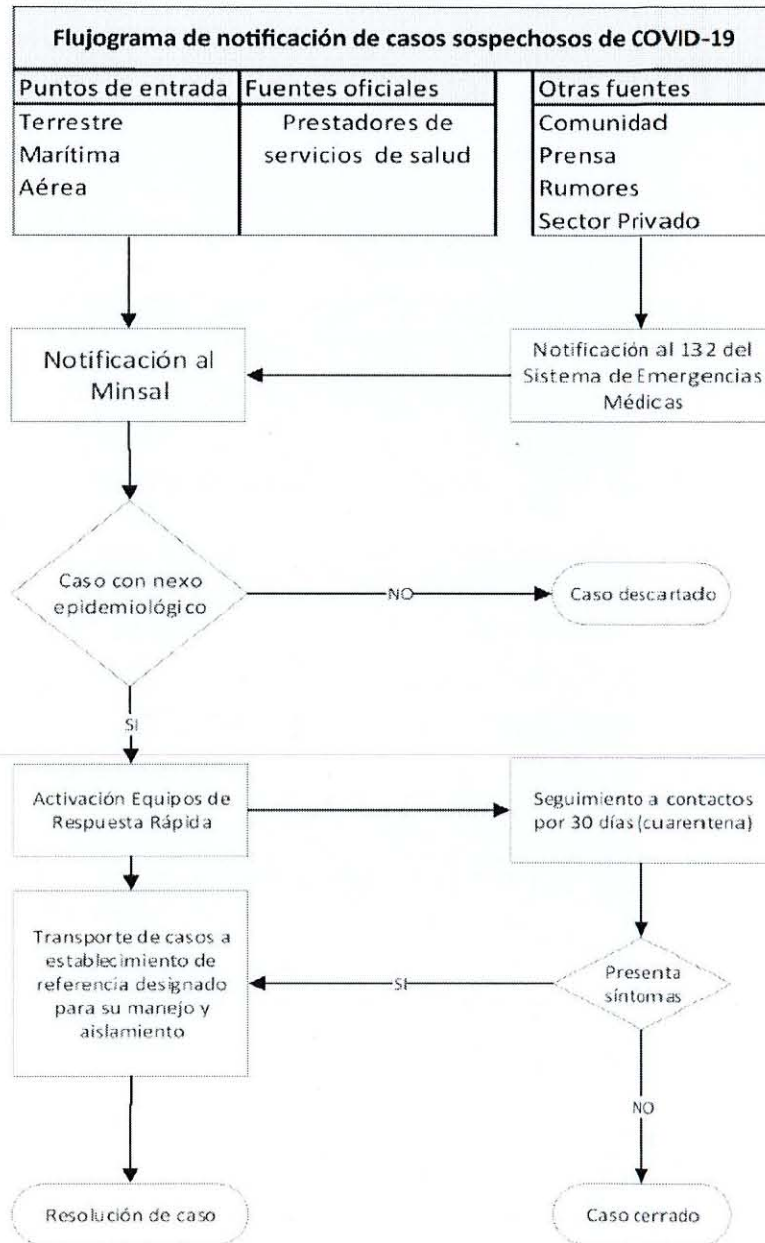 Flujograma de notificación de casos sospechosos de COVID-19
Puntos de entrada
Terrestre
Marítima
Aérea
Fuentes oficiales
Prestadores de
servicios de salud
Otras fuentes
Comunidad
Prensa
Rumores
Sector Privado
Notificación al
Minsal
Notificación al 132 del
Sistema de Emergencias
Médicas
Caso con nexo
epidemiológico
NO
Caso descartado
SI
Activación Equipos de
Respuesta Rápida
Seguimiento a contactos
por 30 días (cuarentena)
Transporte de casos a
establecimiento de
referencia designado
para su manejo y
aislamiento
SI
Presenta
síntomas
NO
Resolución de caso
Caso cerrado